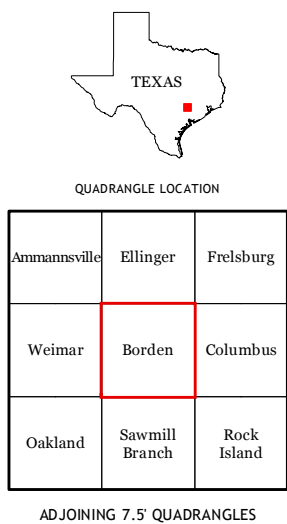 TEXAS
QUADRANGLE LOCATION
Ammannsville Ellinger Frelsburg
Weimar Borden Columbus
Oakland Sawmill Branch Rock Island
ADJOINING 7.5' QUADRANGLES